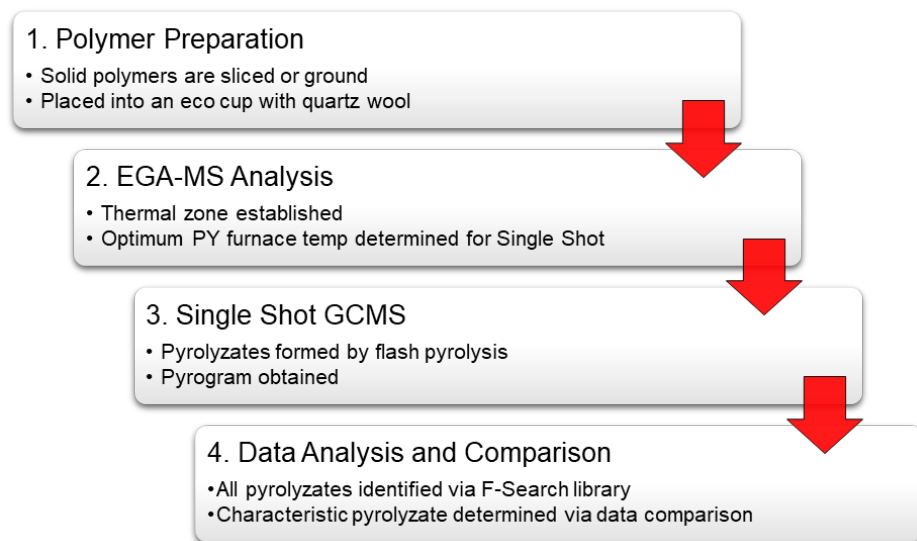 1. Polymer Preparation
• Solid polymers are sliced or ground
• Placed into an eco cup with quartz wool
2. EGA-MS Analysis
• Thermal zone established
• Optimum PY furnace temp determined for Single Shot
3. Single Shot GCMS
• Pyrolyzates formed by flash pyrolysis
• Pyrogram obtained
4. Data Analysis and Comparison
•All pyrolyzates identified via F-Search library
•Characteristic pyrolyzate determined via data comparison